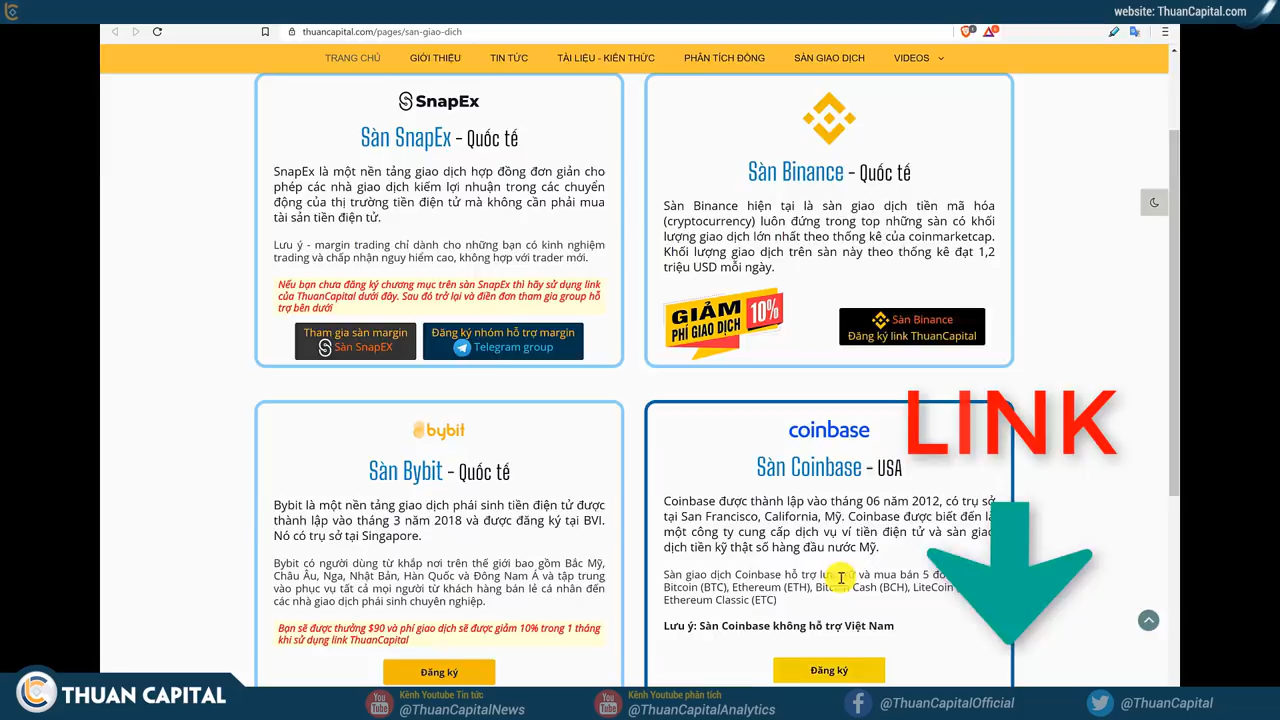 website: ThuanCapital.com
thuancapital.com/pages/san-giao-dich
TRANG CHỦ
GIỚI THIỆU
TIN TỨC
TÀI LIỆU - KIẾN THỨC
PHÂN TÍCH ĐỒNG
SÀN GIAO DỊCH
VIDEOS
SnapEx
Sàn SnapEx - Quốc tế
SnapEx là một nền tảng giao dịch hợp đồng đơn giản cho
phép các nhà giao dịch kiếm lợi nhuận trong các chuyển
động của thị trường tiền điện tử mà không cần phải mua
tài sản tiền điện tử.
Lưu ý - margin trading chỉ dành cho những bạn có kinh nghiệm
trading và chấp nhận nguy hiểm cao, không hợp với trader mới.
Nếu bạn chưa đăng ký chương mục trên sàn SnapEx thì hãy sử dụng link
của ThuanCapital dưới đây. Sau đó trở lại và điền đơn tham gia group hỗ
trợ bên dưới
Tham gia sàn margin
Sàn SnapEX
Đăng ký nhóm hỗ trợ margin
Telegram group
Sàn Binance - Quốc tế
Sàn Binance hiện tại là sàn giao dịch tiền mã hóa
(cryptocurrency) luôn đứng trong top những sàn có khối
lượng giao dịch lớn nhất theo thống kê của coinmarketcap.
Khối lượng giao dịch trên sàn này theo thống kê đạt 1,2
triệu USD mỗi ngày.
GIẢM
PHÍ GIAO DỊCH
10%
Sàn Binance
Đăng ký link ThuanCapital
bybit
Sàn Bybit - Quốc tế
Bybit là một nền tảng giao dịch phái sinh tiền điện tử được
thành lập vào tháng 3 năm 2018 và được đăng ký tại BVI.
Nó có trụ sở tại Singapore.
Bybit có người dùng từ khắp nơi trên thế giới bao gồm Bắc Mỹ,
Châu Âu, Nga, Nhật Bản, Hàn Quốc và Đông Nam Á và tập trung
vào phục vụ tất cả mọi người từ khách hàng bán lẻ cá nhân đến
các nhà giao dịch phái sinh chuyên nghiệp.
Bạn sẽ được thưởng $90 và phí giao dịch sẽ được giảm 10% trong 1 tháng
khi sử dụng link ThuanCapital
Đăng ký
coinbase
Sàn Coinbase - USA
Coinbase được thành lập vào tháng 06 năm 2012, có trụ sở
tại San Francisco, California, Mỹ. Coinbase được biết đến là
một công ty cung cấp dịch vụ ví tiền điện tử và sàn giao
dịch tiền kỹ thật số hàng đầu nước Mỹ.
Sàn giao dịch Coinbase hỗ trợ và mua bán 5
Bitcoin (BTC), Ethereum (ETH), Bitcoin Cash (BCH), LiteCoin
Ethereum Classic (ETC)
Lưu ý: Sàn Coinbase không hỗ trợ Việt Nam
Đăng ký
LINK
THUAN CAPITAL
Kênh Youtube Tin tức
@ThuanCapitalNews
Kênh Youtube phân tích
@ThuanCapitalAnalytics
@ThuanCapitalOfficial
@ThuanCapital